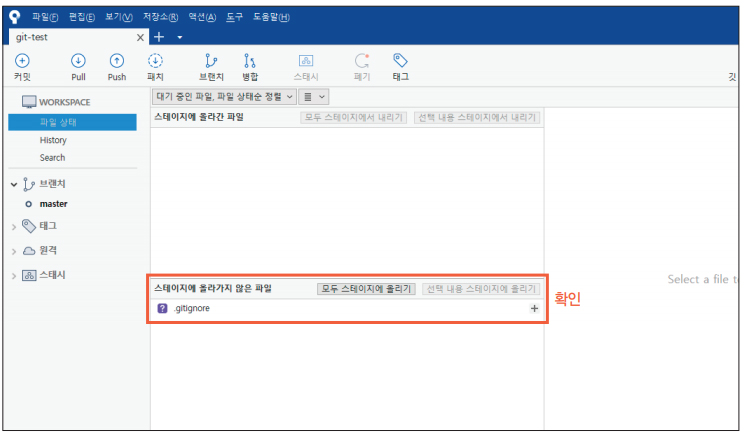 파일(F) 편집(E) 보기(V) 저장소(R) 액션(A) 도구 도움말(H)
git-test X + 
커밋 Pull Push 패치 브랜치 병합 스태시 폐기 태그 깃
WORKSPACE
파일 상태
History
Search
브랜치
master
태그
원격
스태시
대기 중인 파일, 파일 상태순 정렬
스테이지에 올라간 파일 모두 스테이지에서 내리기 선택 내용 스테이지에서 내리기
스테이지에 올라가지 않은 파일 모두 스테이지에 올리기 선택 내용 스테이지에 올리기
? .gitignore +
확인
Select a file t